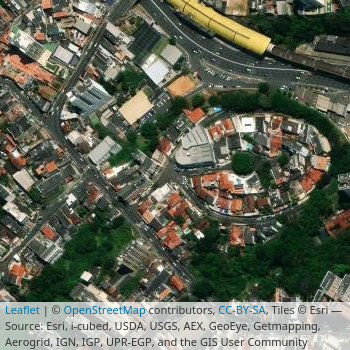 Leaflet | © OpenStreetMap contributors, CC-BY-SA, Tiles © Esri —
Source: Esri, i-cubed, USDA, USGS, AEX, GeoEye, Getmapping,
Aerogrid, IGN, IGP, UPR-EGP, and the GIS User Community